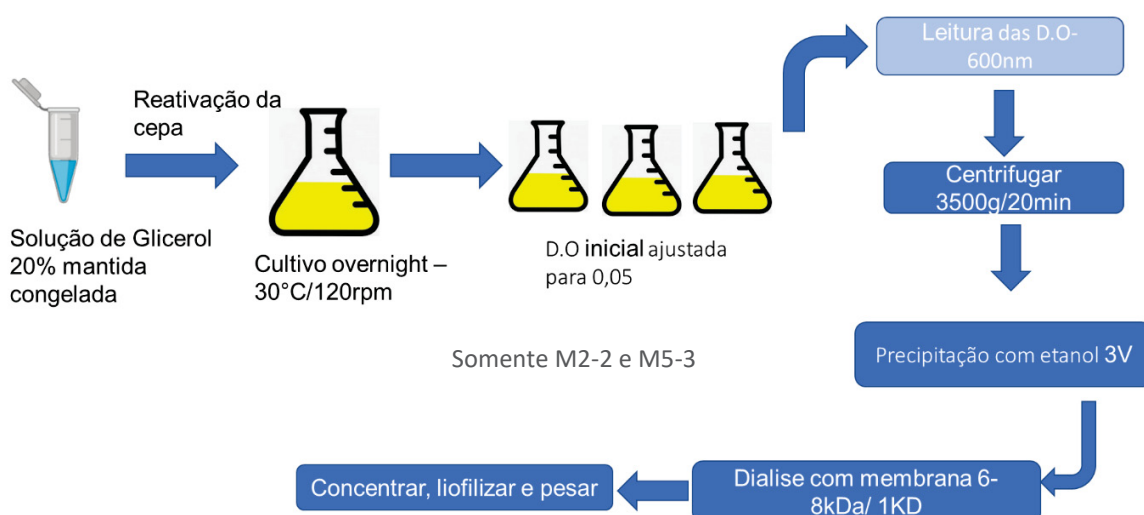 Reativação da
cepa
Solução de Glicerol
20% mantida
congelada
Cultivo overnight –
30°C/120rpm
D.O inicial ajustada
para 0,05
Leitura das D.O-
600nm
Centrifugar
3500g/20min
Precipitação com etanol 3V
Somente M2-2 e M5-3
Dialise com membrana 6-
8kDa/ 1KD
Concentrar, liofilizar e pesar